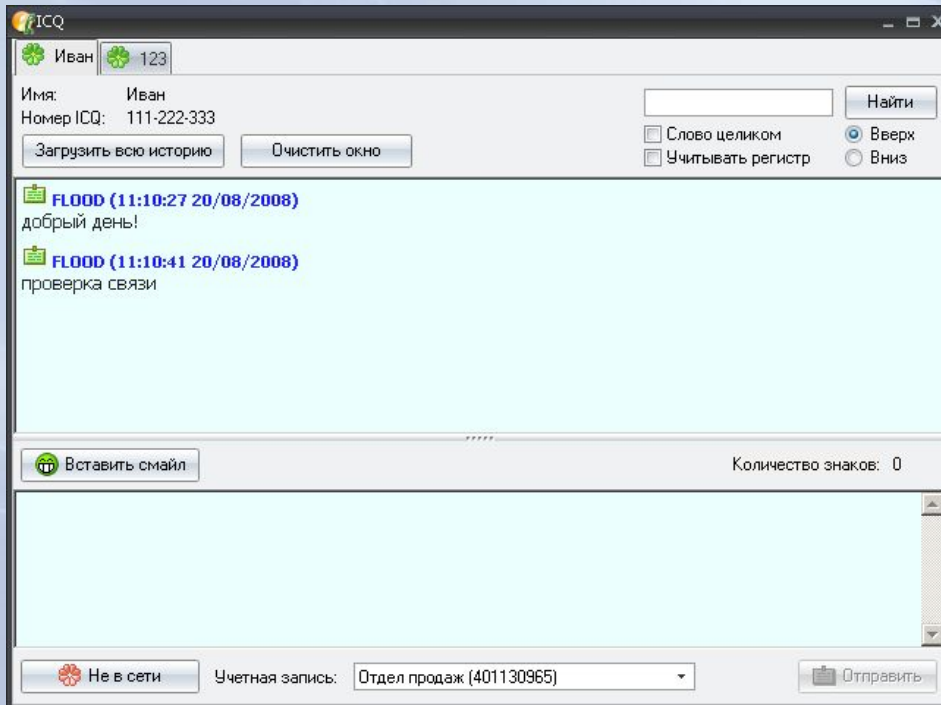 ICQ
Иван 123
Имя: Иван
Номер ICQ: 111-222-333
Найти
Слово целиком
Вверх
Загрузить всю историю Очистить окно
Учитывать регистр
Вниз
FLOOD (11:10:27 20/08/2008)
добрый день!
FLOOD (11:10:41 20/08/2008)
проверка связи
Вставить смайл Количество знаков: 0
Не в сети Учетная запись: Отдел продаж (401130965) Отправить